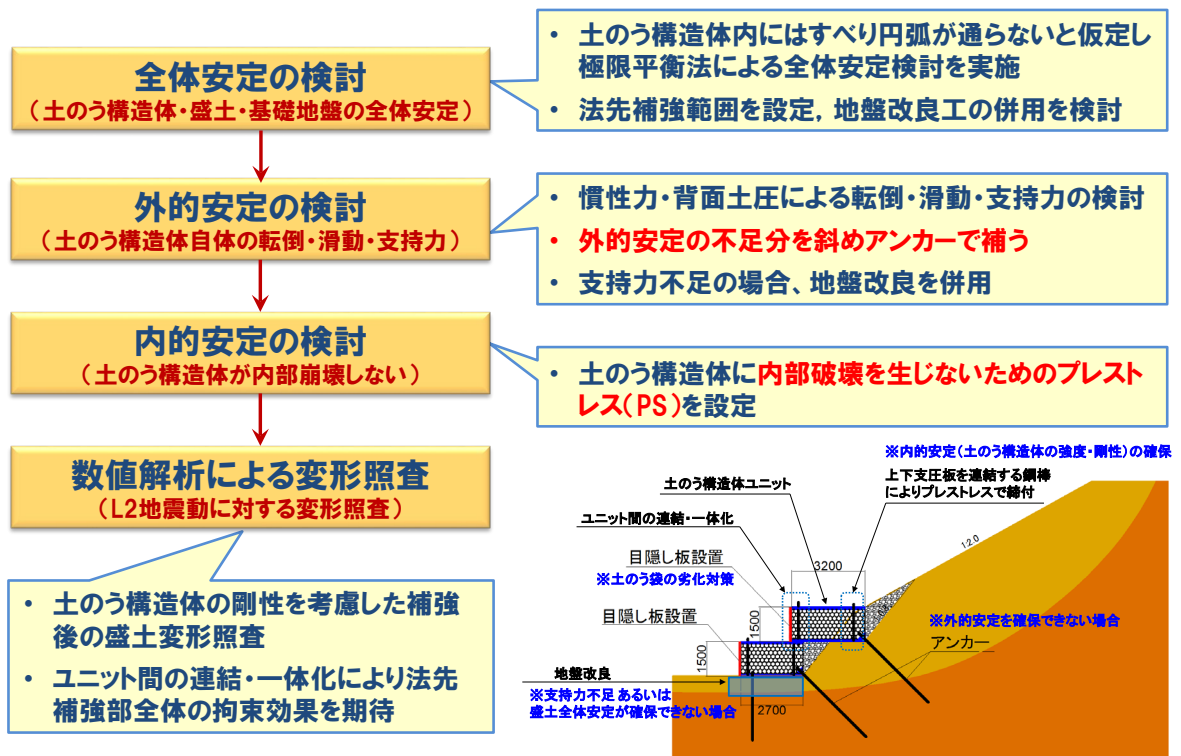 全体安定の検討
（土のう構造体・盛土・基礎地盤の全体安定）
・ 土のう構造体内にはすべり円弧が通らないと仮定し
極限平衡法による全体安定検討を実施
・ 法先補強範囲を設定，地盤改良工の併用を検討
外的安定の検討
（土のう構造体自体の転倒・滑動・支持力）
・ 慣性力・背面土圧による転倒・滑動・支持力の検討
・ 外的安定の不足分を斜めアンカーで補う
・ 支持力不足の場合、地盤改良を併用
内的安定の検討
（土のう構造体が内部崩壊しない）
・ 土のう構造体に内部破壊を生じないためのプレスト
レス（PS）を設定
数値解析による変形照査
（L2地震動に対する変形照査）
・ 土のう構造体の剛性を考慮した補強
後の盛土変形照査
・ ユニット間の連結・一体化により法先
補強部全体の拘束効果を期待
※内的安定（土のう構造体の強度・剛性）の確保
上下支圧板を連結する鋼棒
によりプレストレスで締付
土のう構造体ユニット
ユニット間の連結・一体化
目隠し板設置
※土のう袋の劣化対策
目隠し板設置
3200
1:2.0
1500
1500
※外的安定を確保できない場合
アンカー
地盤改良
※支持力不足 あるいは
盛土全体安定が確保できない場合
2700